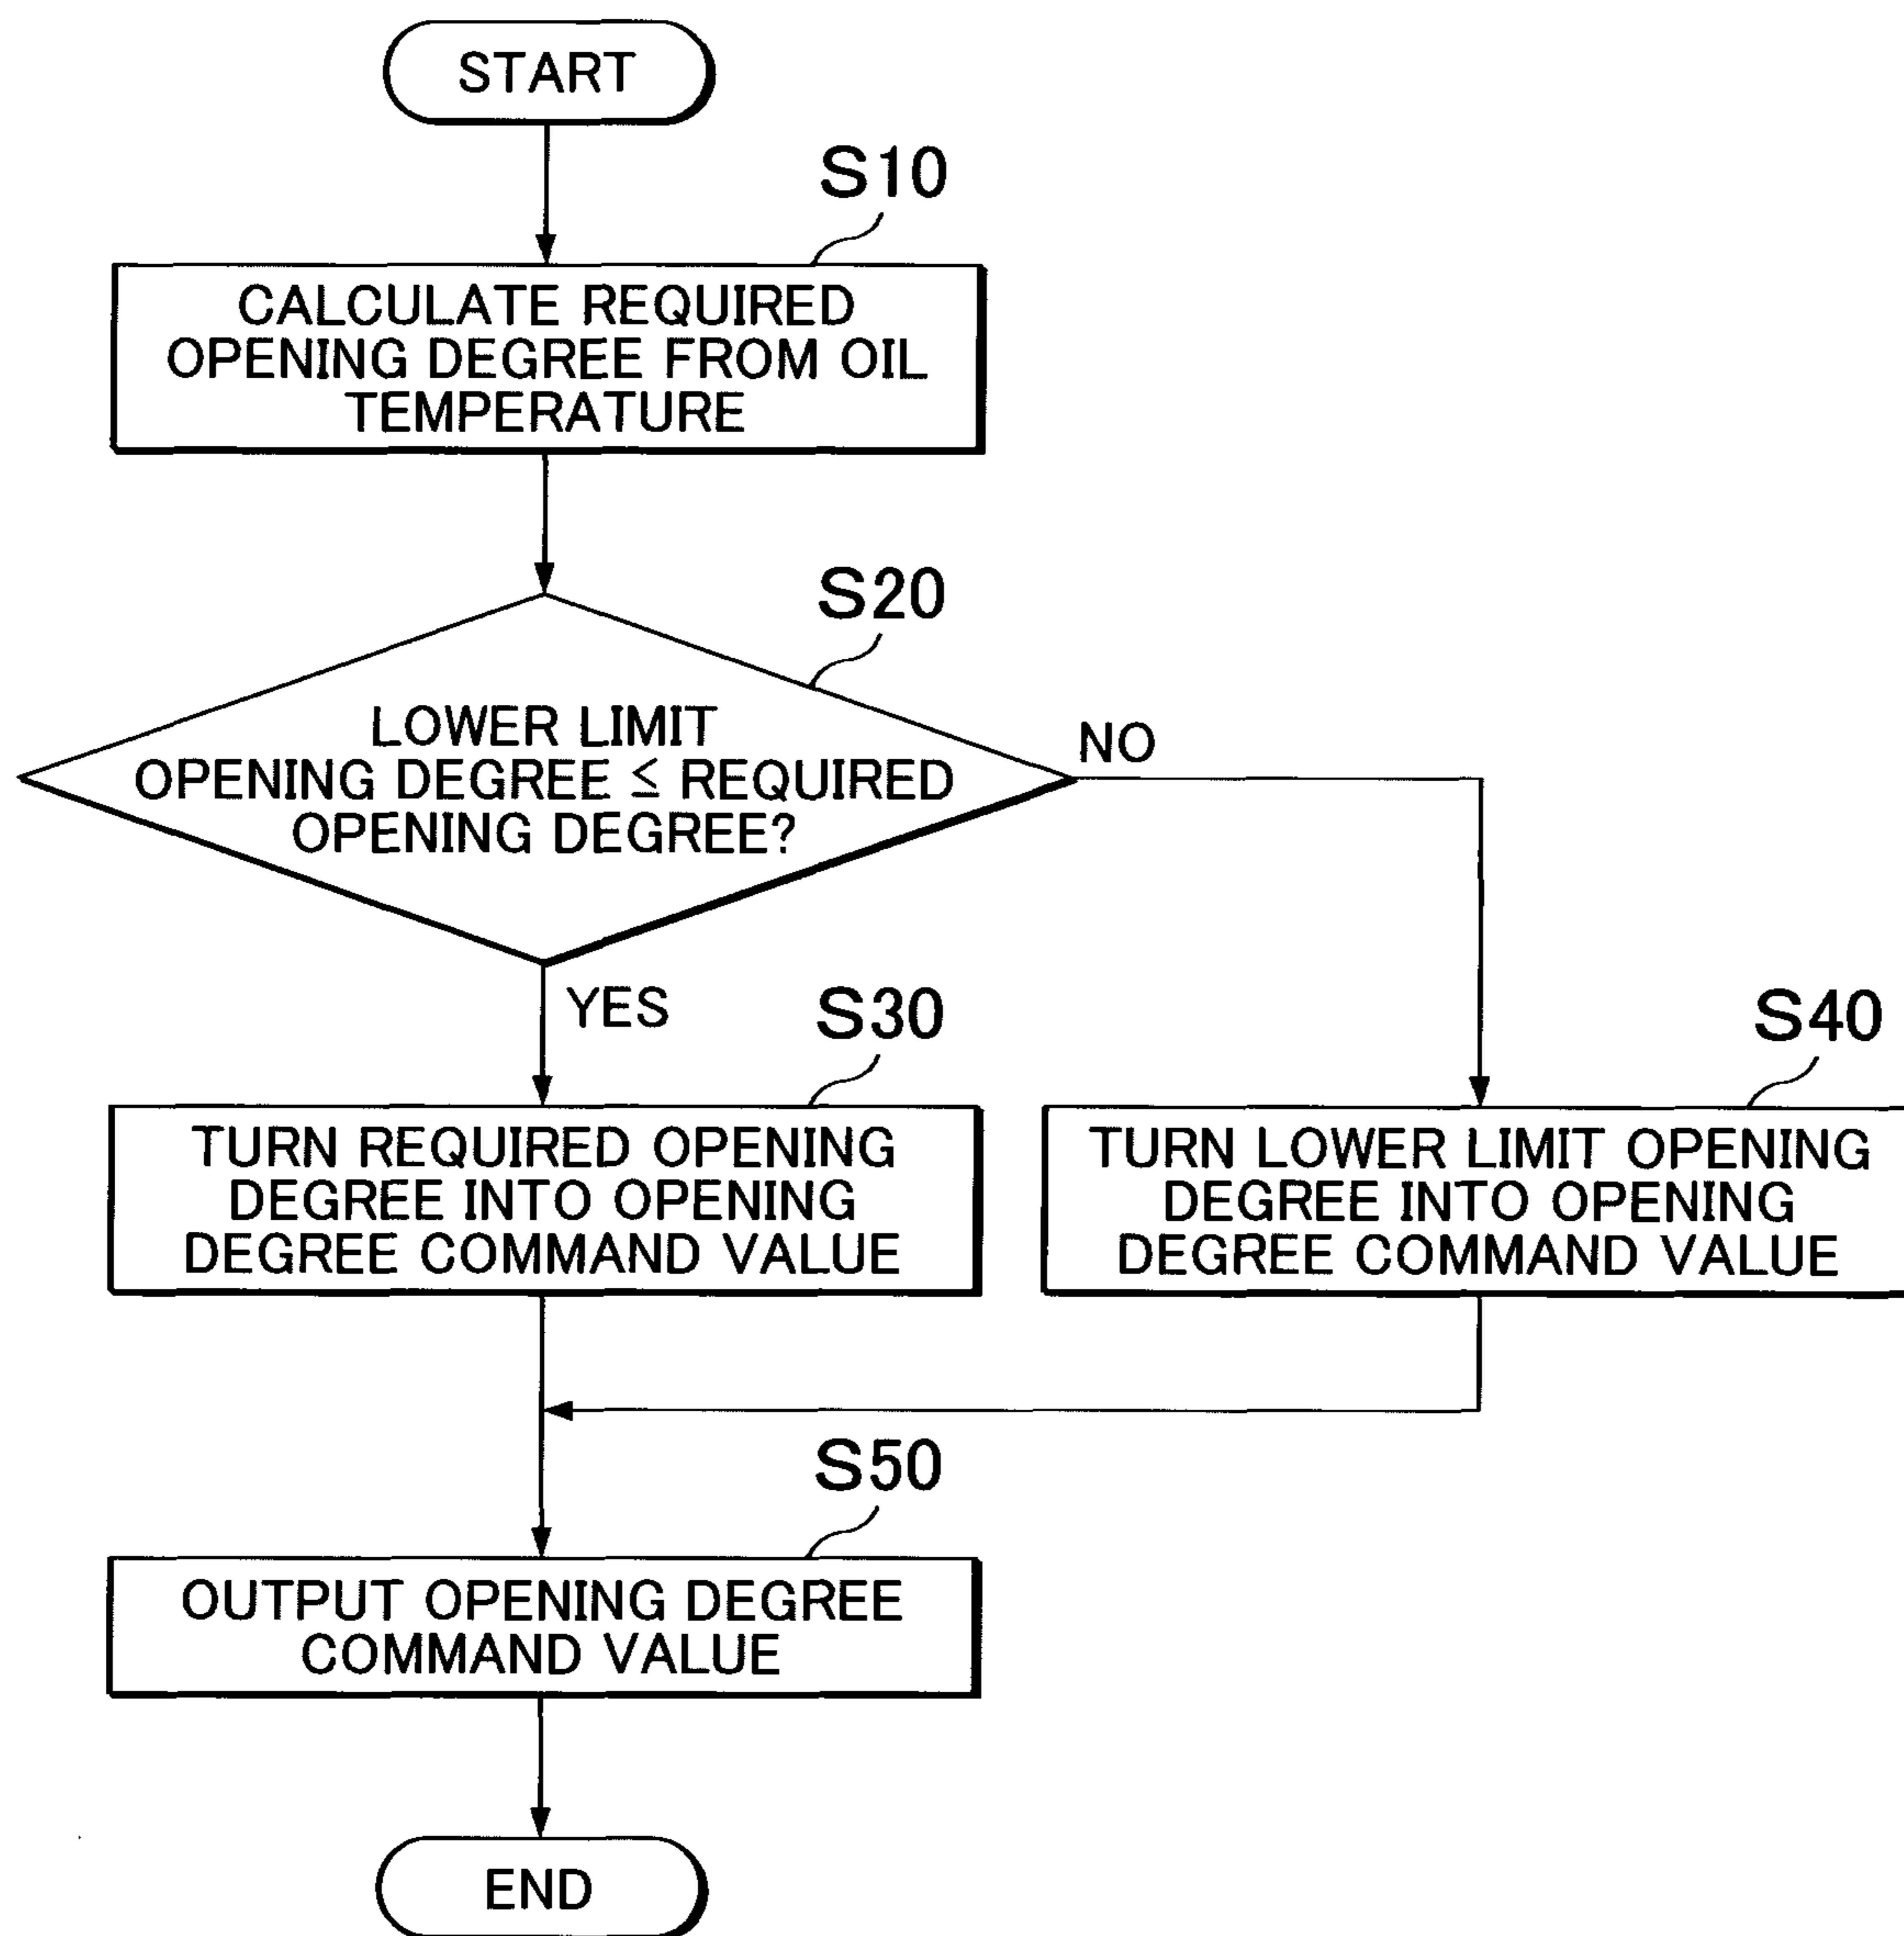 START
S10
CALCULATE REQUIRED
OPENING DEGREE FROM OIL
TEMPERATURE
S20
LOWER LIMIT
OPENING DEGREE ≤ REQUIRED
OPENING DEGREE?
NO
YES
S30
TURN REQUIRED OPENING
DEGREE INTO OPENING
DEGREE COMMAND VALUE
S40
TURN LOWER LIMIT OPENING
DEGREE INTO OPENING
DEGREE COMMAND VALUE
S50
OUTPUT OPENING DEGREE
COMMAND VALUE
END